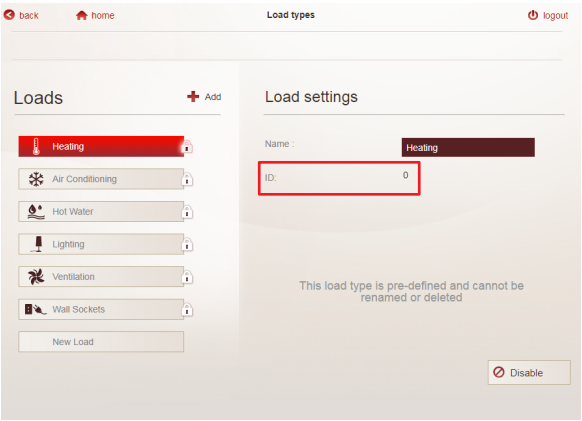 back
home
Load types
logout
Loads
Add
Heating
Air Conditioning
Hot Water
Lighting
Ventilation
Wall Sockets
New Load
Load settings
Name :
Heating
ID:
0
This load type is pre-defined and cannot be
renamed or deleted
Disable